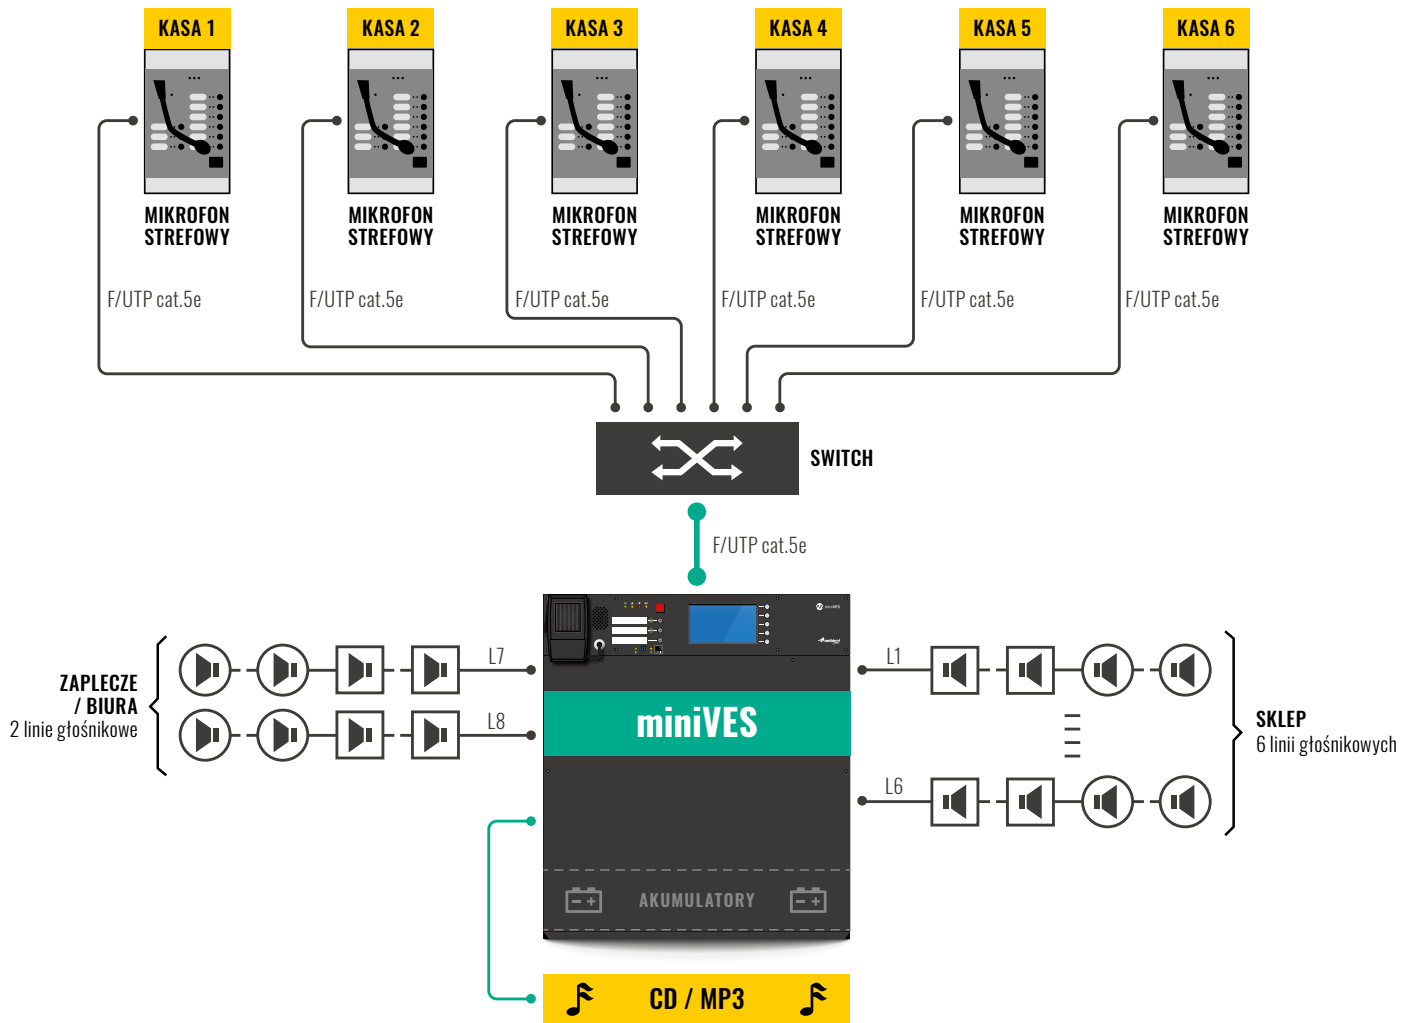 KASA 1
KASA 2
KASA 3
KASA 4
KASA 5
KASA 6
MIKROFON
STREFOWY
MIKROFON
STREFOWY
MIKROFON
STREFOWY
MIKROFON
STREFOWY
MIKROFON
STREFOWY
MIKROFON
STREFOWY
F/UTP cat.5e
F/UTP cat.5e
F/UTP cat.5e
F/UTP cat.5e
F/UTP cat.5e
F/UTP cat.5e
SWITCH
F/UTP cat.5e
miniVES
ZAPLECZE
/ BIURA
2 linie głośnikowe
L7
L8
miniVES
L1
L6
SKLEP
6 linii głośnikowych
AKUMULATORY
CD / MP3